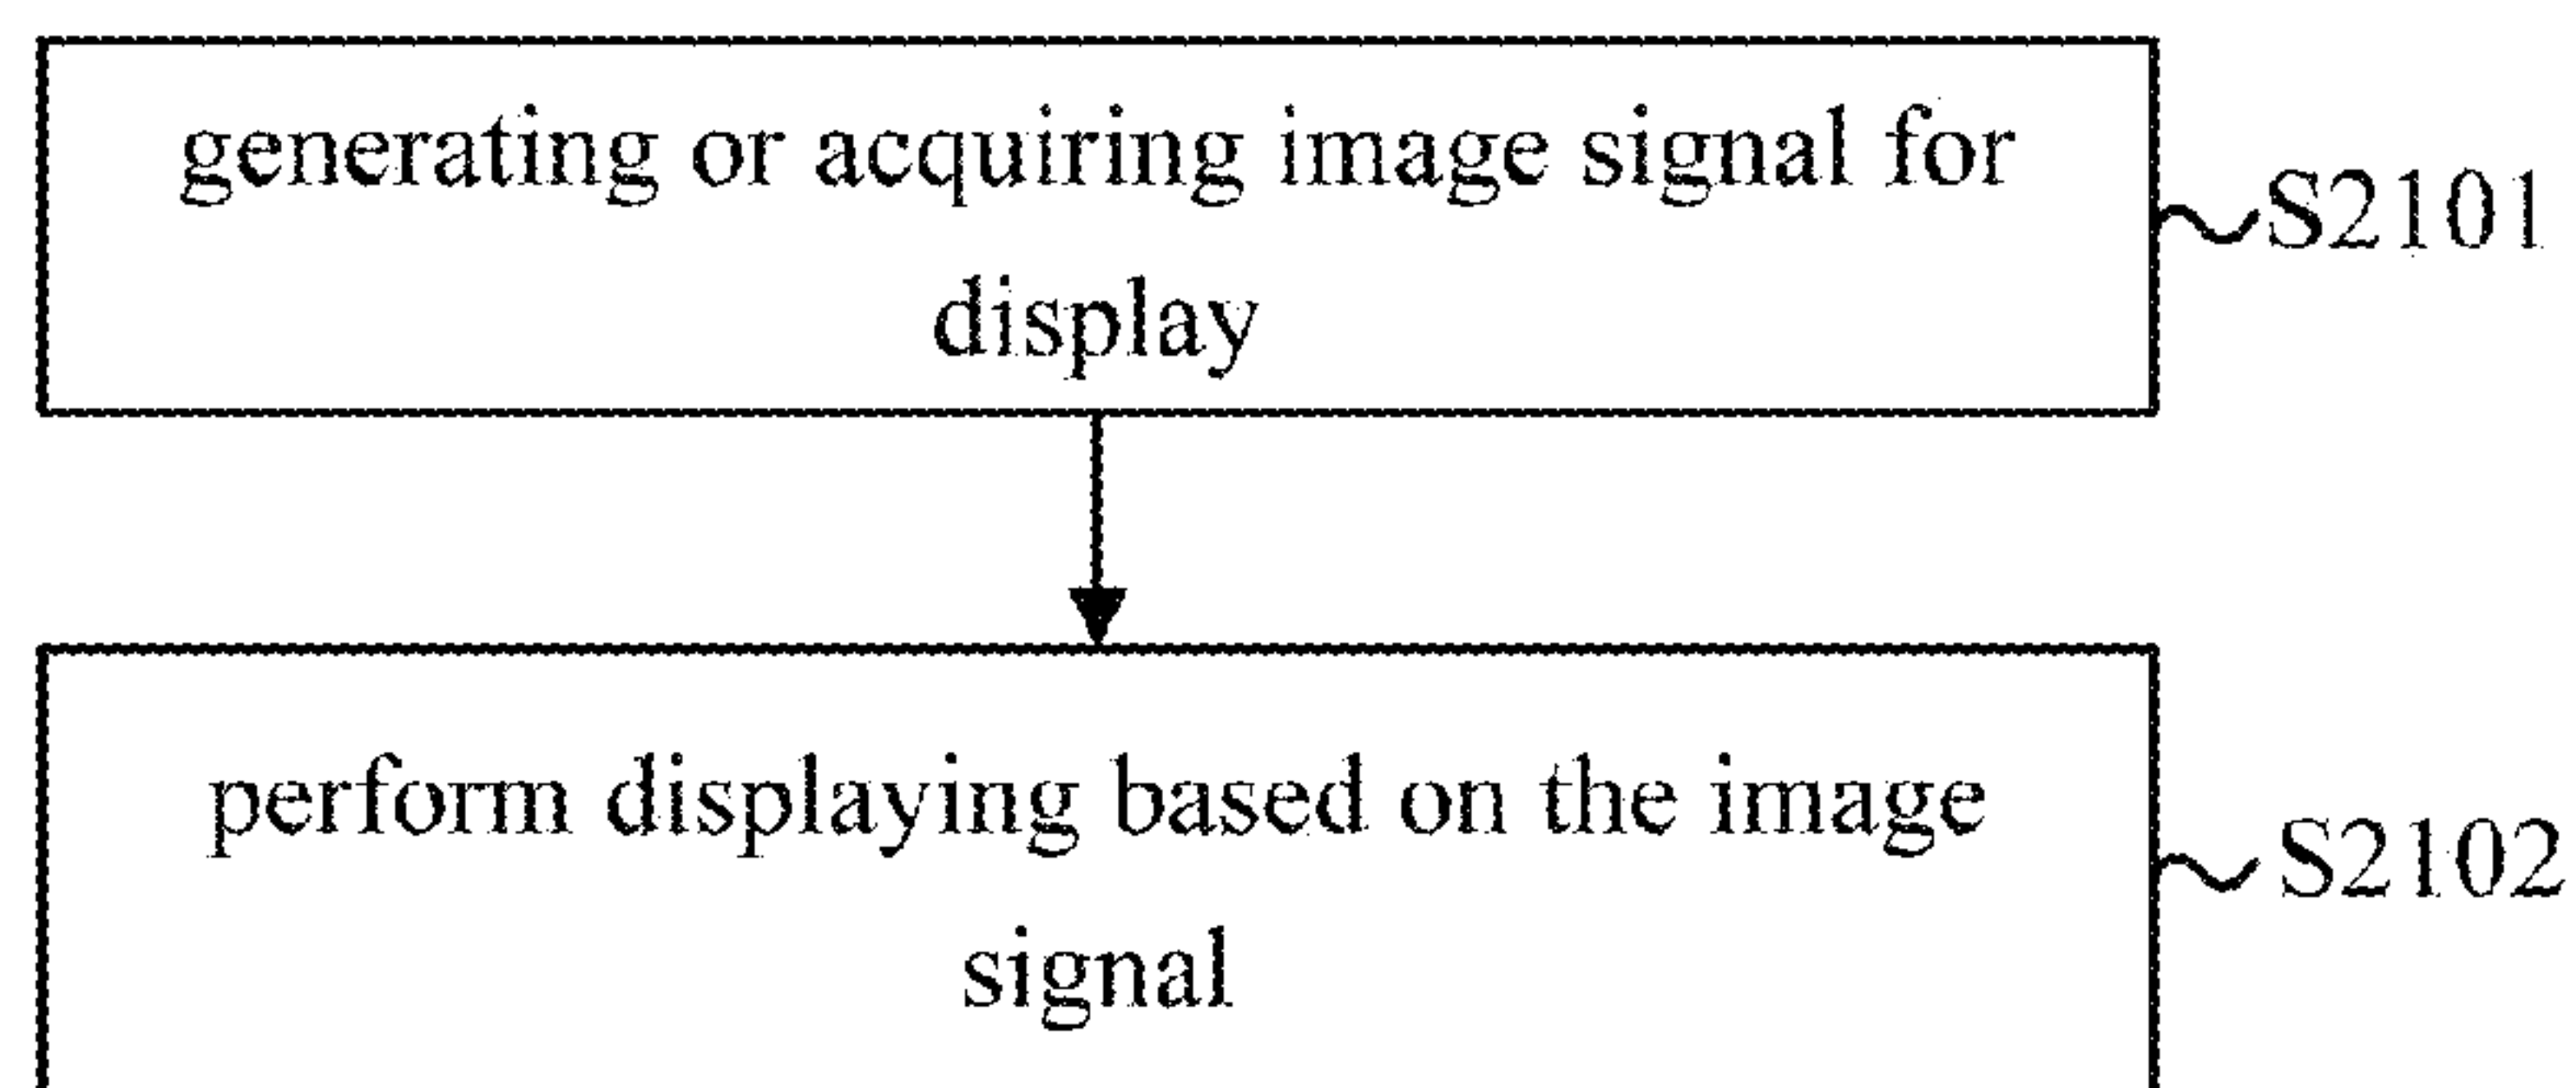 generating or acquiring image signal for
display
S2101
perform displaying based on the image
signal
S2102